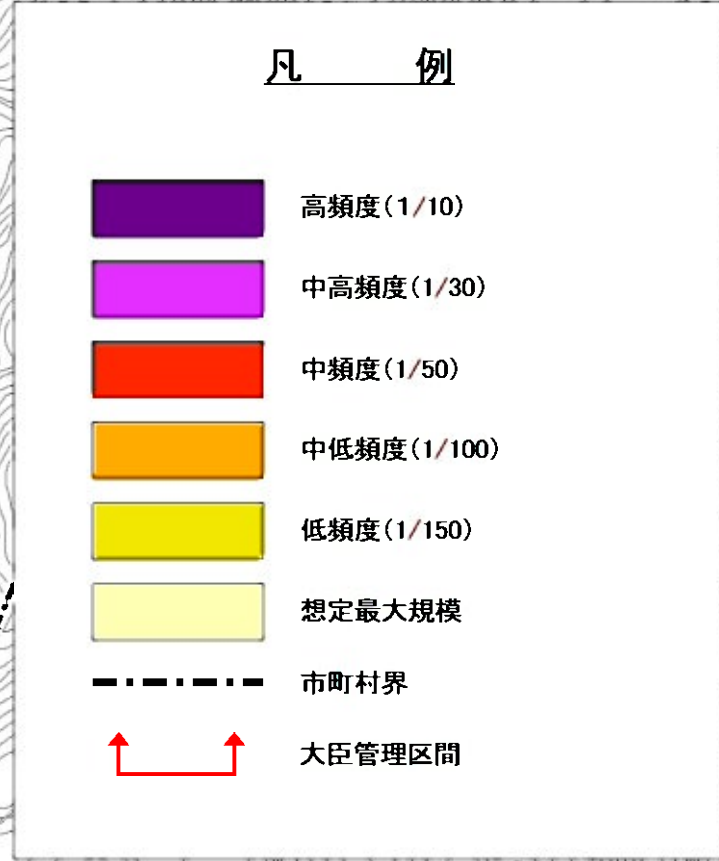 凡 例
高頻度(1/10)
中高頻度(1/30)
中頻度(1/50)
中低頻度(1/100)
低頻度(1/150)
想定最大規模
市町村界
大臣管理区間